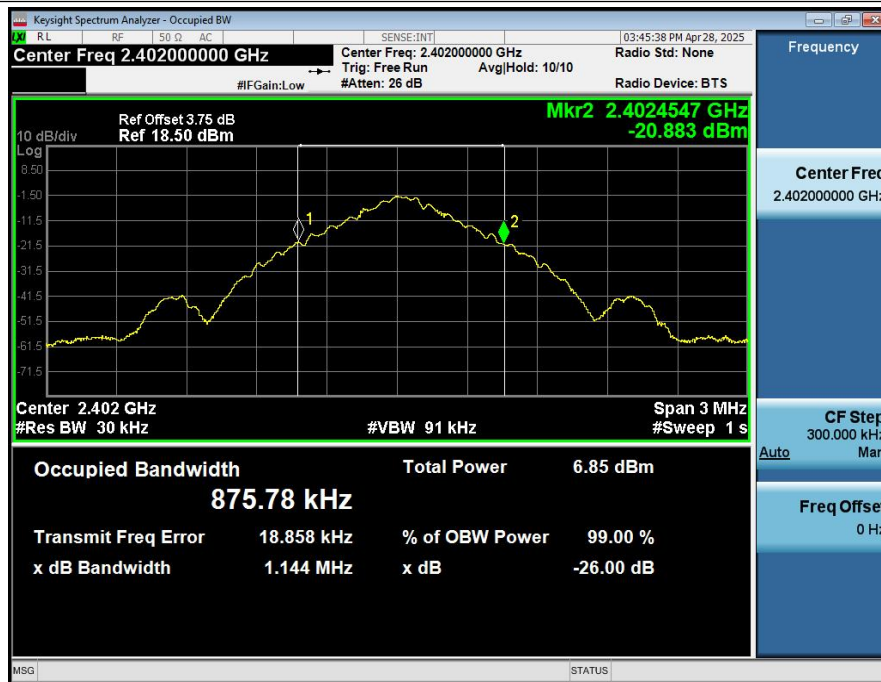 Keysight Spectrum Analyzer - Occupied BW
LXI RL RF 50 Ω AC SENSE:INT 03:45:38 PM Apr 28, 2025
Center Freq 2.402000000 GHz Center Freq: 2.402000000 GHz Radio Std: None
Trig: Free Run Avg|Hold: 10/10
#IFGain:Low #Atten: 26 dB Radio Device: BTS
Frequency
Mkr2 2.4024547 GHz
-20.883 dBm
Ref Offset 3.75 dB
10 dB/div Ref 18.50 dBm
Log
8.50
-1.50
-11.5
-21.5
-31.5
-41.5
-51.5
-61.5
-71.5
1
2
Center 2.402 GHz Span 3 MHz
#Res BW 30 kHz #VBW 91 kHz #Sweep 1 s
Occupied Bandwidth Total Power 6.85 dBm
875.78 kHz
Transmit Freq Error 18.858 kHz % of OBW Power 99.00 %
x dB Bandwidth 1.144 MHz x dB -26.00 dB
Center Freq
2.402000000 GHz
CF Step
300.000 kHz
Auto Man
Freq Offset
0 Hz
MSG STATUS